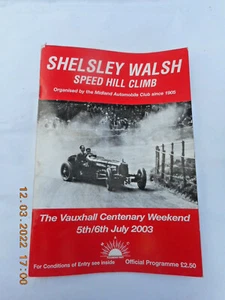 SHELSLEY WALSH
SPEED HILL CLIMB
Organised by the Midland Automobile Club since 1905
The Vauxhall Centenary Weekend
5th/6th July 2003
For Conditions of Entry see Inside
Official Programme £2.50
12.03.2022 17:00